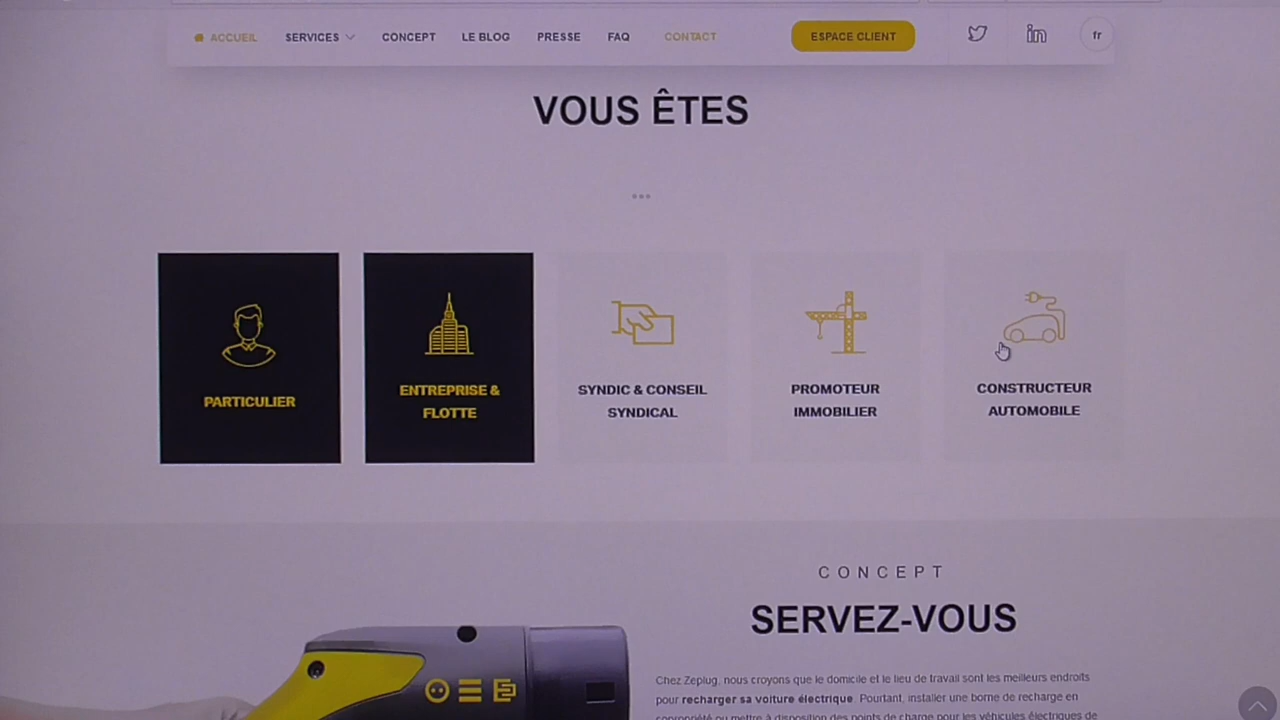 ACCUEIL SERVICES CONCEPT LE BLOG PRESSE FAQ CONTACT ESPACE CLIENT fr
VOUS ÊTES
PARTICULIER
ENTREPRISE &
FLOTTE
SYNDIC & CONSEIL
SYNDICAL
PROMOTEUR
IMMOBILIER
CONSTRUCTEUR
AUTOMOBILE
CONCEPT
SERVEZ-VOUS
Chez Zeplug, nous croyons que le domicile et le lieu de travail sont les meilleurs endroits
pour recharger sa voiture électrique. Pourtant, installer une borne de recharge en
copropriété ou mettre à disposition des points de charge pour les véhicules électriques de